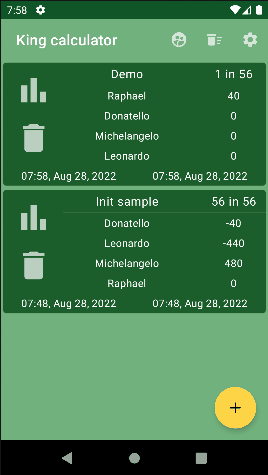 7:58
King calculator
Demo 1 in 56
Raphael 40
Donatello 0
Michelangelo 0
Leonardo 0
07:58, Aug 28, 2022 07:58, Aug 28, 2022
Init sample 56 in 56
Donatello -40
Leonardo -440
Michelangelo 480
Raphael 0
07:48, Aug 28, 2022 07:48, Aug 28, 2022
+